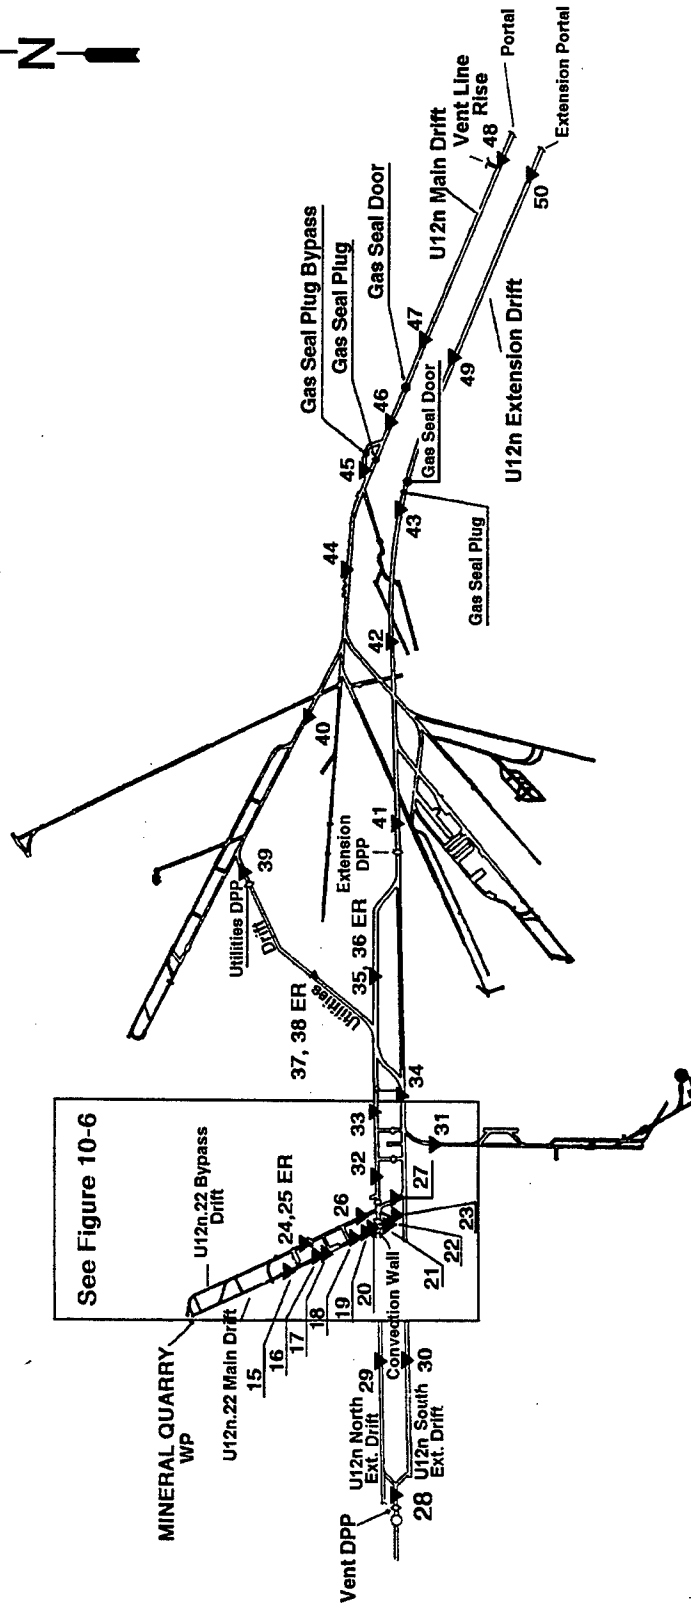 N
See Figure 10-6
MINERAL QUARRY
WP
U12n.22 Bypass
Drift
U12n.22 Main Drift
15
16
17
18
19
20
24,25 ER
26
21
22
23
27
Convection Wall
Vent DPP
28
U12n North
Ext. Drift
29
30
U12n South
Ext. Drift
31
32
33
34
37, 38 ER
35, 36 ER
Utilities
Drift
Utilities DPP
39
Extension
DPP
40
41
42
43
44
45
46
47
Gas Seal Plug Bypass
Gas Seal Plug
Gas Seal Door
Gas Seal Door
Gas Seal Plug
U12n Main Drift
Vent Line
Rise
48
Portal
49
50
Extension Portal
U12n Extension Drift